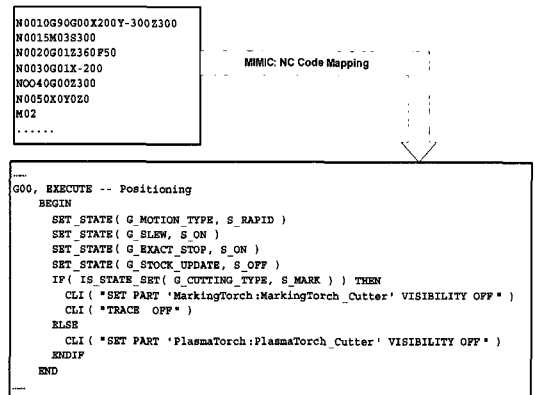 N0010G90G00X200Y-300Z300
N0015M03S300
N0020G01Z360F50
N0030G01X-200
NOO40G00Z300
N0050X0Y0Z0
M02
......
MIMIC: NC Code Mapping
......
G00, EXECUTE -- Positioning
BEGIN
SET_STATE( G_MOTION_TYPE, S_RAPID )
SET_STATE( G_SLEW, S_ON )
SET_STATE( G_EXACT_STOP, S_ON )
SET_STATE( G_STOCK_UPDATE, S_OFF )
IF( IS_STATE_SET( G_CUTTING_TYPE, S_MARK ) ) THEN
CLI( "SET PART 'MarkingTorch:MarkingTorch_Cutter' VISIBILITY OFF" )
CLI( "TRACE OFF" )
ELSE
CLI( "SET PART 'PlasmaTorch:PlasmaTorch_Cutter' VISIBILITY OFF" )
ENDIF
END
......